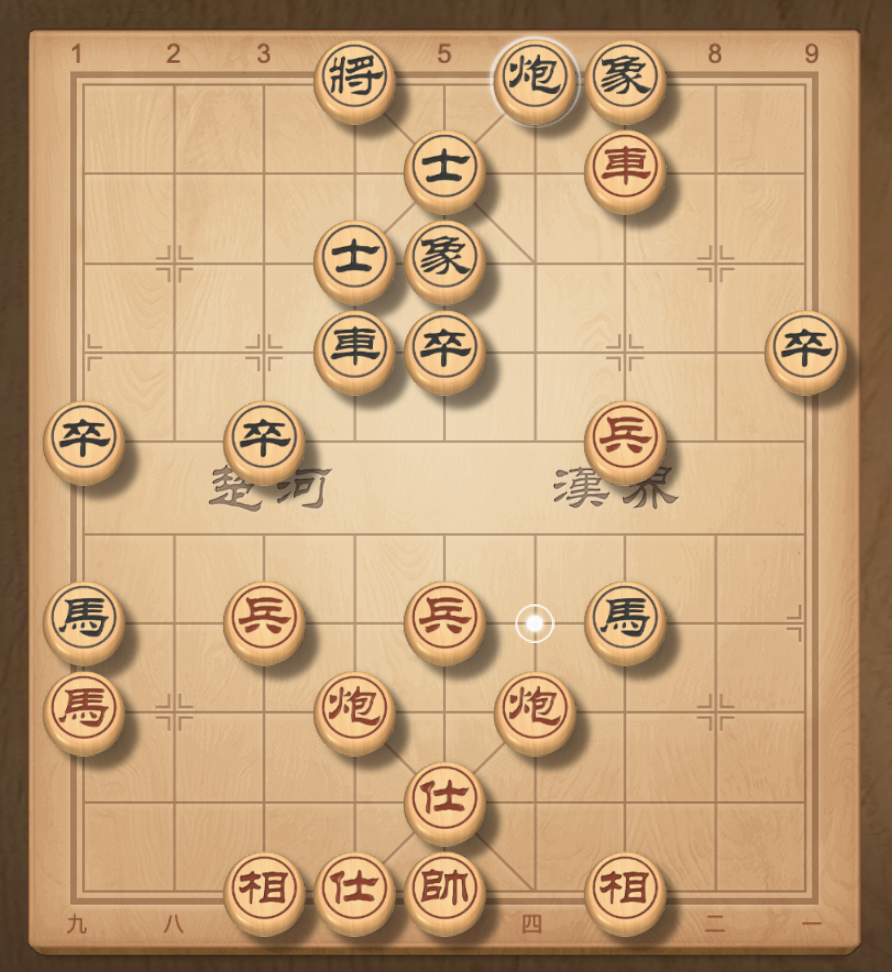 1 2 3 5 8 9
將 炮 象
士 車
士 象
車 卒 卒
卒 卒 兵
楚河 漢界
馬 兵 兵 馬
馬 炮 炮
仕
相 仕 帥 相
九 八 四 二 一